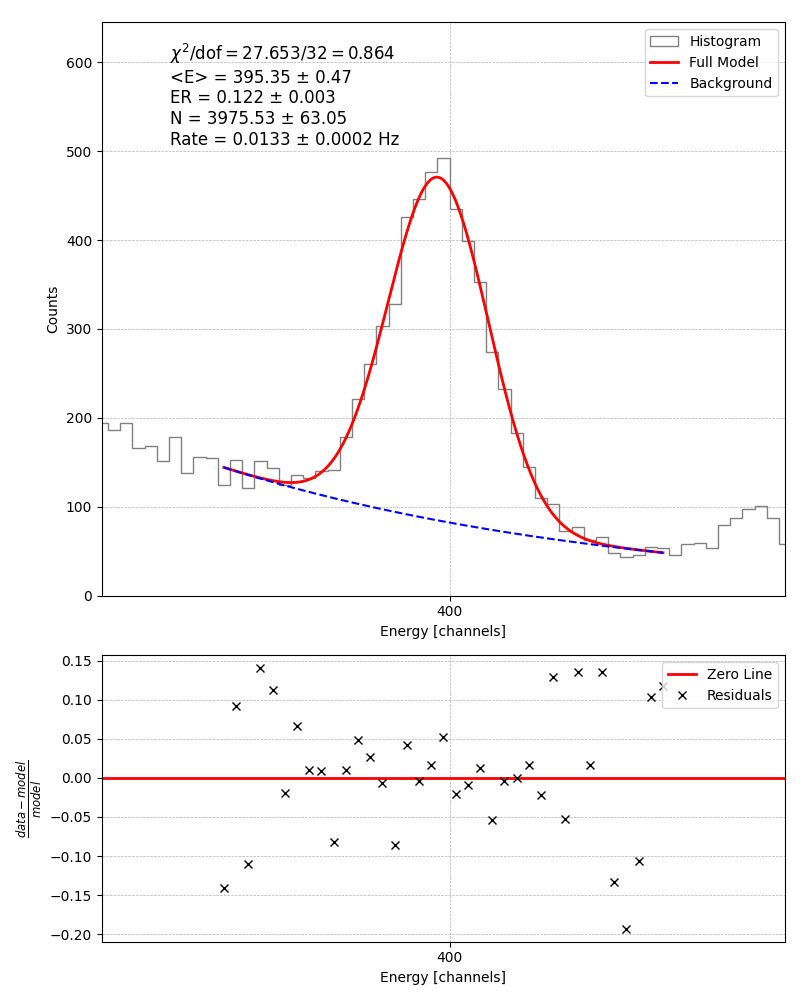 χ²/dof = 27.653/32 = 0.864
<E> = 395.35 ± 0.47
ER = 0.122 ± 0.003
N = 3975.53 ± 63.05
Rate = 0.0133 ± 0.0002 Hz
Histogram
Full Model
Background
600
500
400
300
200
100
0
Counts
400
Energy [channels]
0.15
0.10
0.05
0.00
−0.05
−0.10
−0.15
−0.20
data − model
model
Zero Line
Residuals
400
Energy [channels]